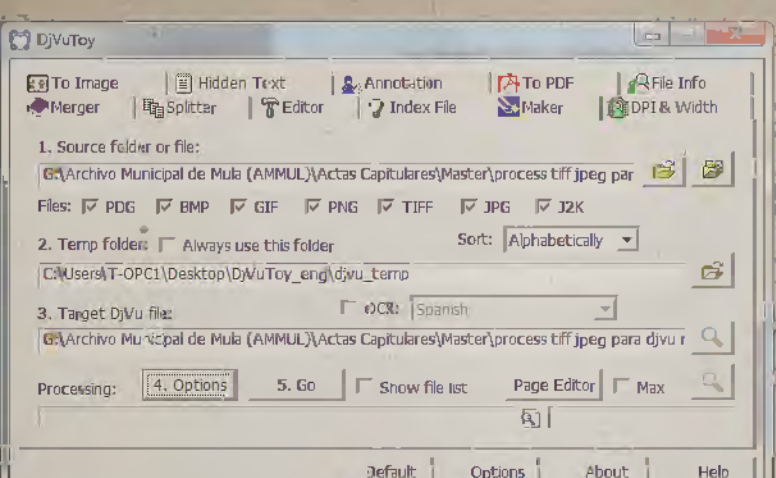 DjVuToy
To Image Hidden Text Annotation To PDF File Info
Merger Splitter Editor Index File Maker DPI & Width
1. Source folder or file:
G:\Archivo Municipal de Mula (AMMUL)\Actas Capitulares\Master\process tiff jpeg par
Files: PDG BMP GIF PNG TIFF JPG J2K
2. Temp folder: Always use this folder Sort: Alphabetically
C:\Users\T-OPC1\Desktop\DjVuToy_eng\djvu_temp
3. Target DjVu file: OCR: Spanish
G:\Archivo Municipal de Mula (AMMUL)\Actas Capitulares\Master\process tiff jpeg para djvu r
Processing: 4. Options 5. Go Show file list Page Editor Max
Default Options About Help